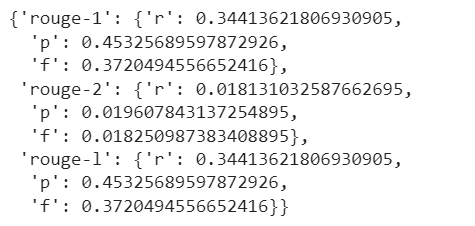 {'rouge-1': {'r': 0.34413621806930905,
'p': 0.45325689597872926,
'f': 0.3720494556652416},
'rouge-2': {'r': 0.018131032587662695,
'p': 0.019607843137254895,
'f': 0.018250987383408895},
'rouge-l': {'r': 0.34413621806930905,
'p': 0.45325689597872926,
'f': 0.3720494556652416}}